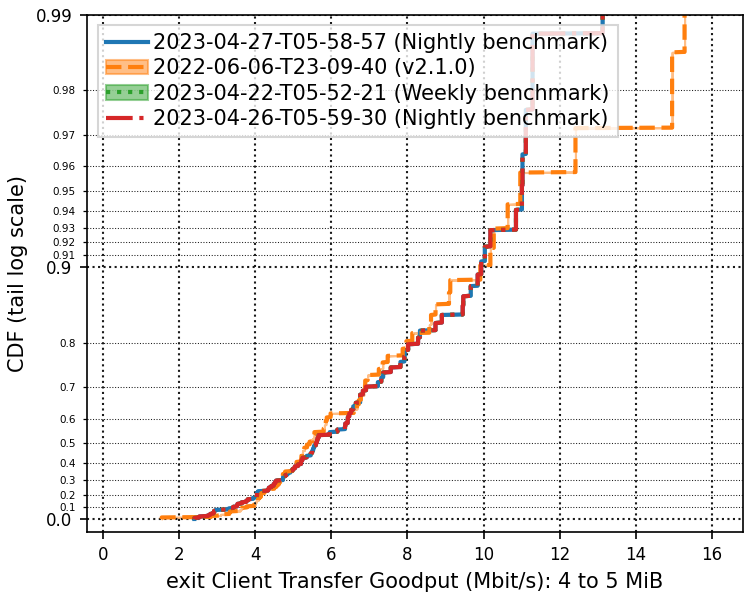 0.99
0.98
0.97
0.96
0.95
0.94
0.93
0.92
0.91
0.9
0.8
0.7
0.6
0.5
0.4
0.3
0.2
0.1
0.0
CDF (tail log scale)
2023-04-27-T05-58-57 (Nightly benchmark)
2022-06-06-T23-09-40 (v2.1.0)
2023-04-22-T05-52-21 (Weekly benchmark)
2023-04-26-T05-59-30 (Nightly benchmark)
0 2 4 6 8 10 12 14 16
exit Client Transfer Goodput (Mbit/s): 4 to 5 MiB